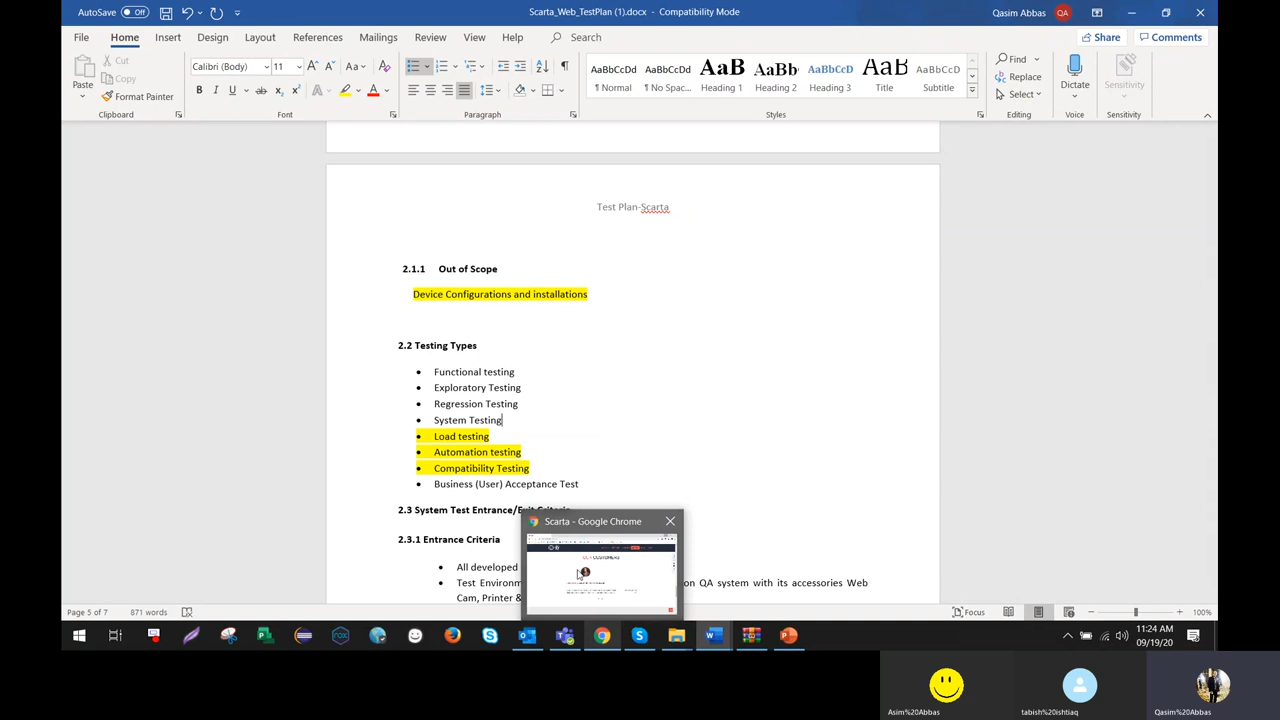 AutoSave Off Scarta_Web_TestPlan (1).docx - Compatibility Mode Qasim Abbas QA
File Home Insert Design Layout References Mailings Review View Help Search Share Comments
Paste Cut Copy Format Painter
Calibri (Body) 11
AaBbCcDd AaBbCcDd AaB AaBb AaBbCcDd AaB AaBbCcDd
¶ Normal ¶ No Spac... Heading 1 Heading 2 Heading 3 Title Subtitle
Find Replace Select Dictate Sensitivity
Clipboard Font Paragraph Styles Editing Voice Sensitivity
Test Plan-Scarta
2.1.1 Out of Scope
Device Configurations and installations
2.2 Testing Types
• Functional testing
• Exploratory Testing
• Regression Testing
• System Testing
• Load testing
• Automation testing
• Compatibility Testing
• Business (User) Acceptance Test
2.3 System Test Entrance/Exit Criteria
Scarta - Google Chrome
OUR CUSTOMERS
2.3.1 Entrance Criteria
• All developed
• Test Environm on QA system with its accessories Web
Cam, Printer &
Page 5 of 7 871 words Focus 100%
11:24 AM
09/19/20
Asim%20Abbas tabish%20ishtiaq Qasim%20Abbas